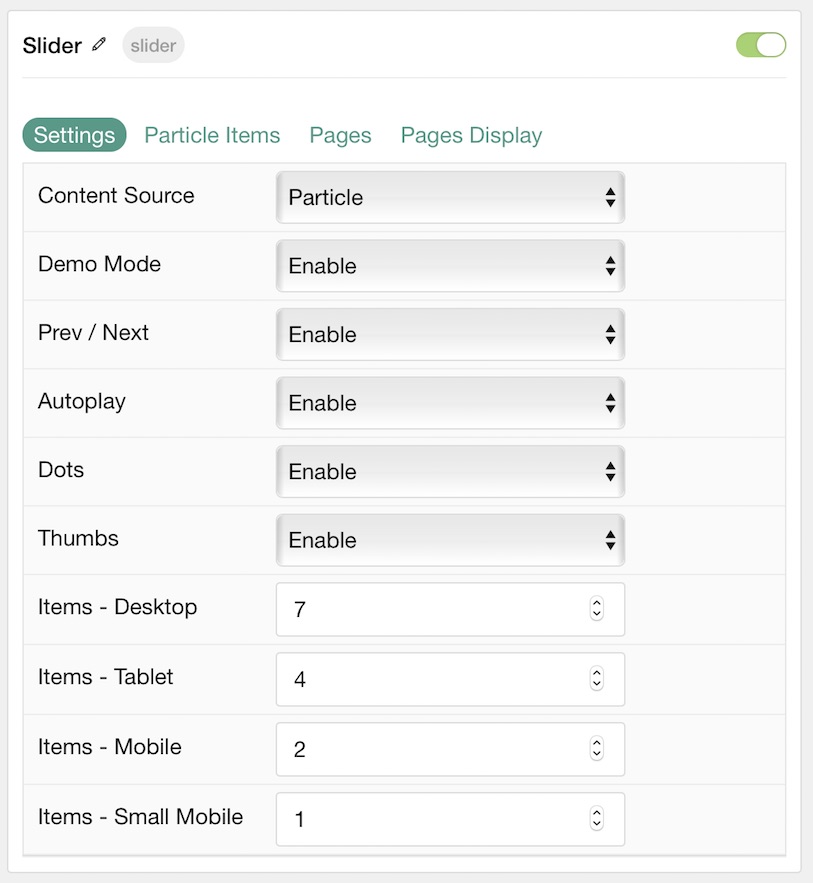 Slider slider
Settings Particle Items Pages Pages Display
Content Source Particle
Demo Mode Enable
Prev / Next Enable
Autoplay Enable
Dots Enable
Thumbs Enable
Items - Desktop 7
Items - Tablet 4
Items - Mobile 2
Items - Small Mobile 1